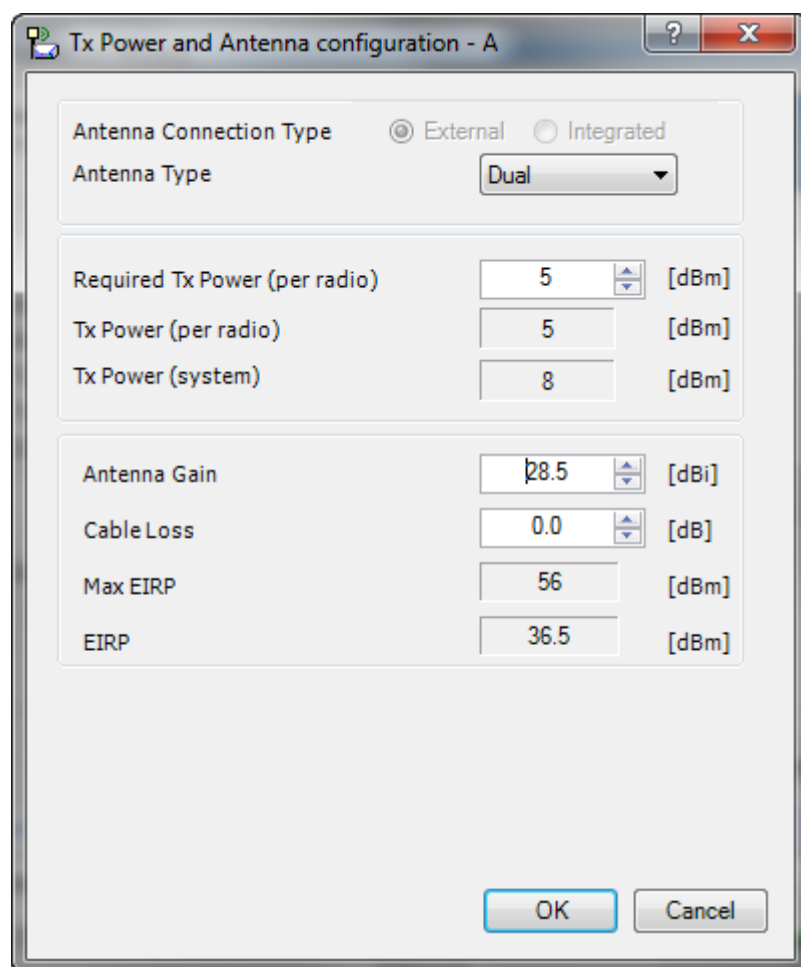 Tx Power and Antenna configuration - A
Antenna Connection Type External Integrated
Antenna Type Dual
Required Tx Power (per radio) 5 [dBm]
Tx Power (per radio) 5 [dBm]
Tx Power (system) 8 [dBm]
Antenna Gain 28.5 [dBi]
Cable Loss 0.0 [dB]
Max EIRP 56 [dBm]
EIRP 36.5 [dBm]
OK Cancel